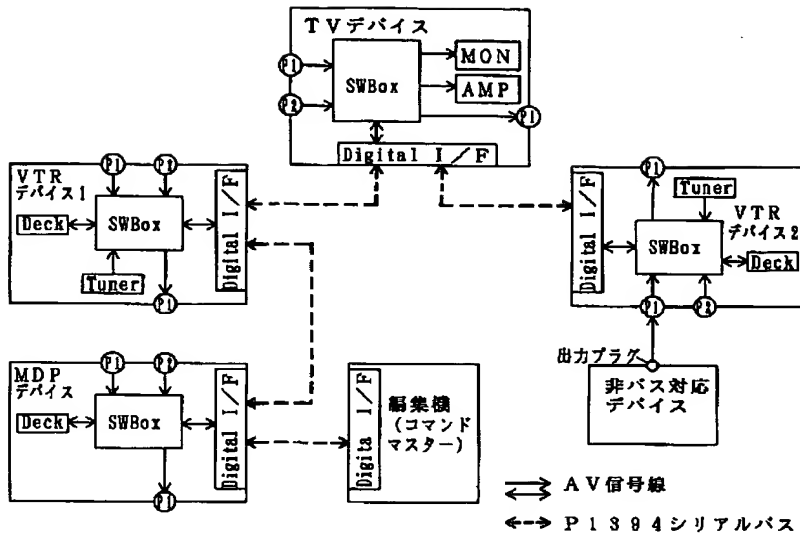 TVデバイス
P1
P2
SWBox
MON
AMP
P1
Digital I/F
VTR
デバイス1
P1
P2
Deck
SWBox
Tuner
P1
Digital I/F
P1
Tuner
VTR
デバイス2
Digital I/F
SWBox
Deck
P1
P2
出力プラグ
非バス対応
デバイス
MDP
デバイス
P1
P2
Deck
SWBox
P1
Digital I/F
Digita I/F
編集機
(コマンド
マスター)
AV信号線
P1394シリアルバス